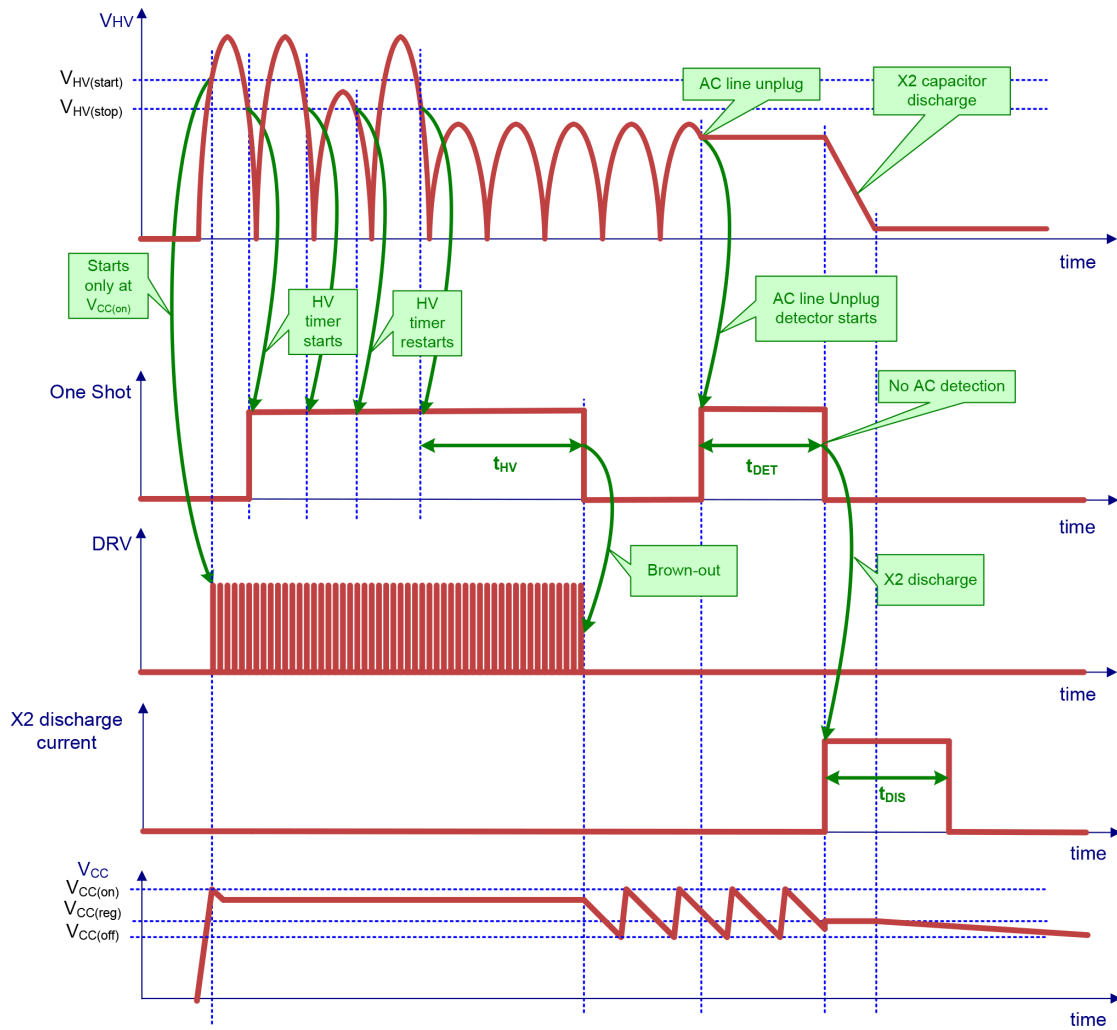 VHV
VHV(start)
VHV(stop)
AC line unplug
X2 capacitor
discharge
time
Starts
only at
VCC(on)
HV
timer
starts
HV
timer
restarts
AC line Unplug
detector starts
One Shot
No AC detection
tHV
tDET
time
DRV
Brown-out
X2 discharge
time
X2 discharge
current
tDIS
time
VCC
VCC(on)
VCC(reg)
VCC(off)
time